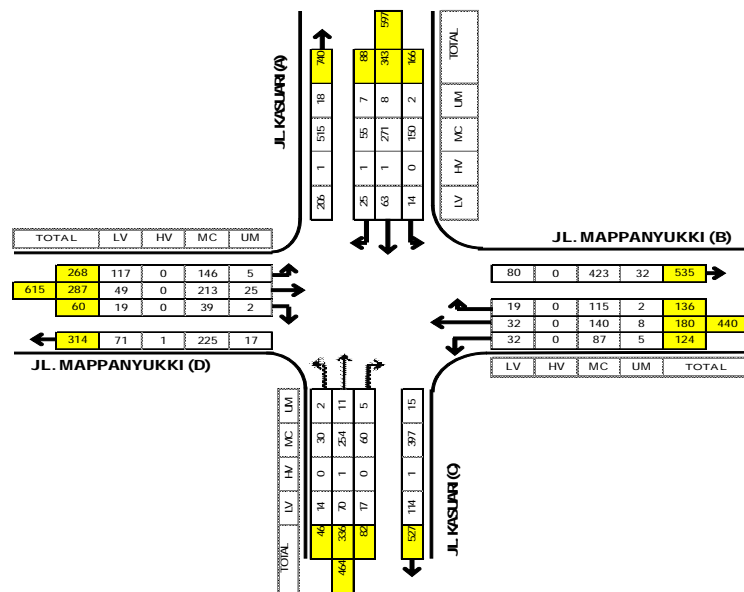 597
740 88 343 166 TOTAL
18 7 8 2 UM
515 55 271 150 MC
1 1 1 0 HV
206 25 63 14 LV
JL. KASUARI (A)
TOTAL LV HV MC UM
268 117 0 146 5
615 287 49 0 213 25
60 19 0 39 2
314 71 1 225 17
JL. MAPPANYUKKI (D)
JL. MAPPANYUKKI (B)
80 0 423 32 535
19 0 115 2 136
32 0 140 8 180 440
32 0 87 5 124
LV HV MC UM TOTAL
UM 2 11 5 15
MC 30 254 60 397
HV 0 1 0 1
LV 14 70 17 114
TOTAL 46 336 82 527
464
JL. KASUARI (C)